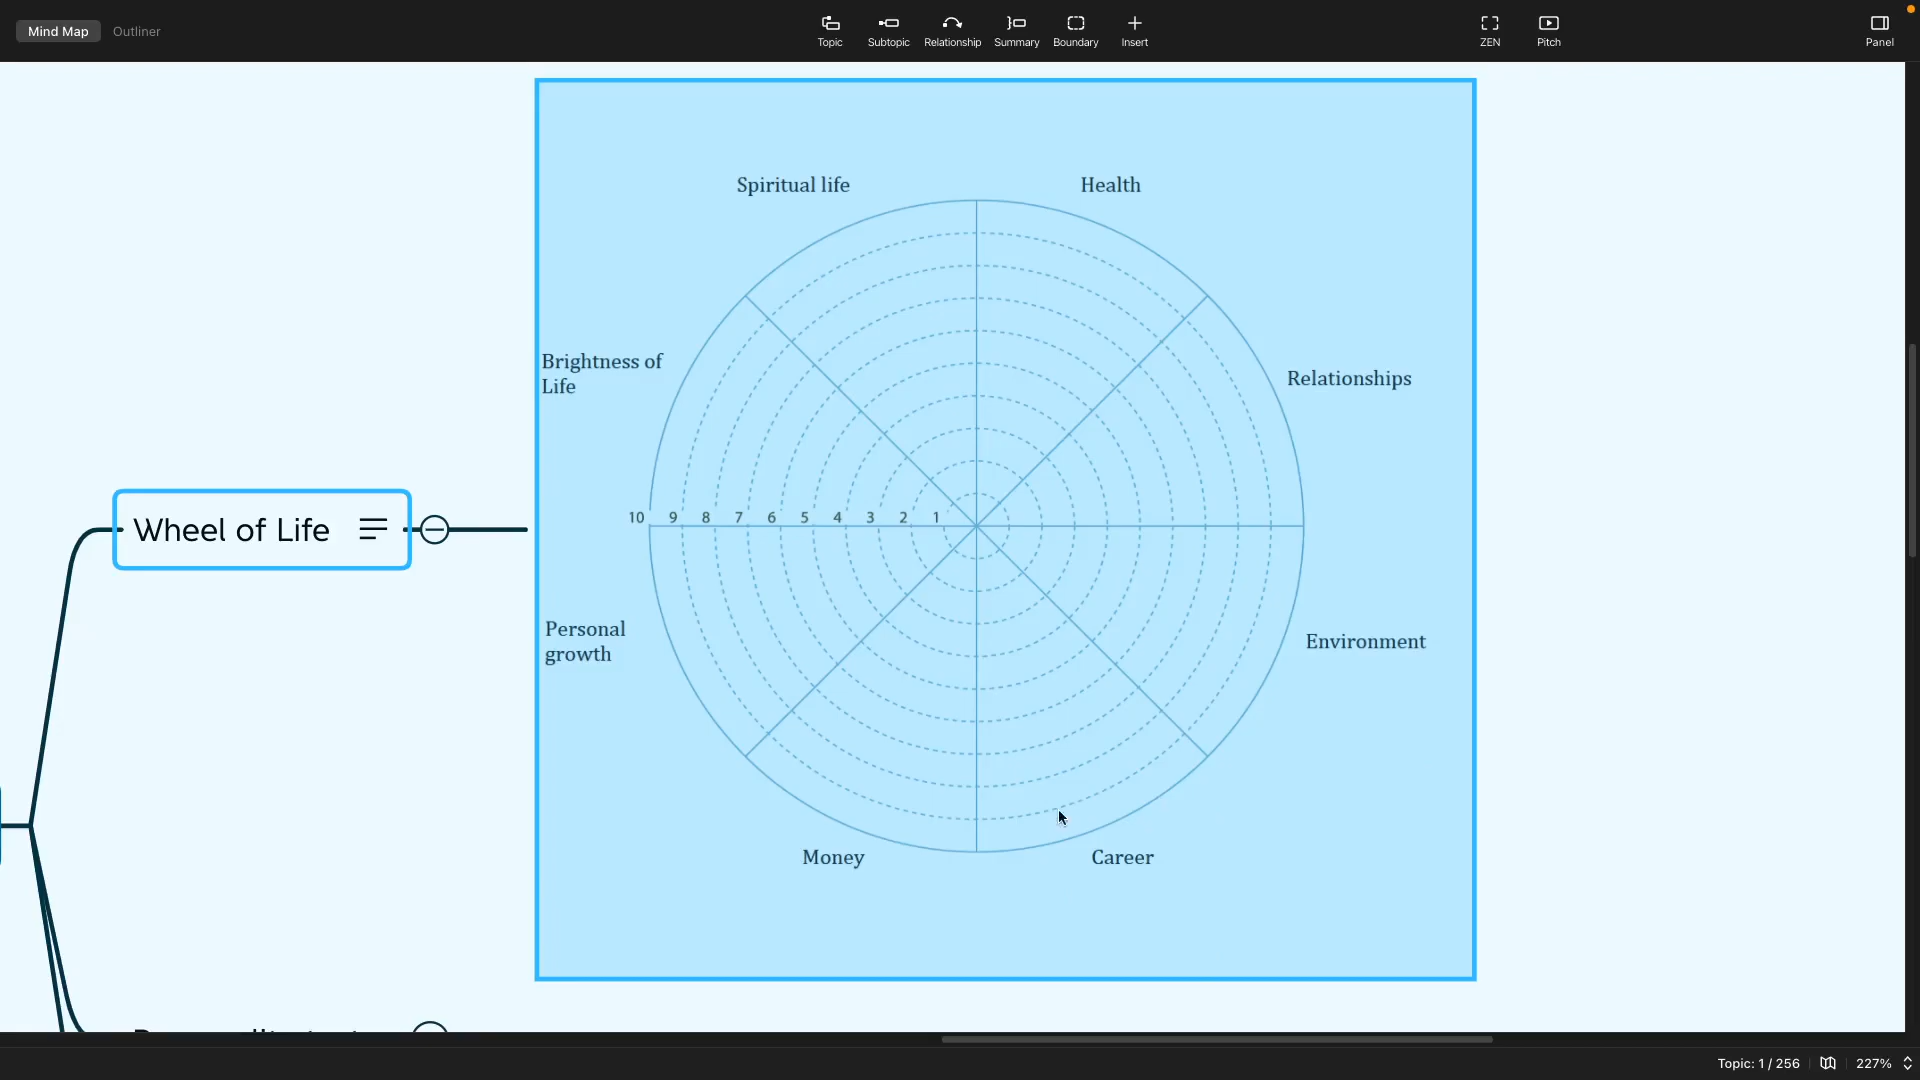 Mind Map
Outliner
Topic
Subtopic
Relationship
Summary
Boundary
Insert
ZEN
Pitch
Panel
Spiritual life
Health
Brightness of
Life
Relationships
10 9 8 7 6 5 4 3 2 1
Wheel of Life
Personal
growth
Environment
Money
Career
Topic: 1 / 256
227%